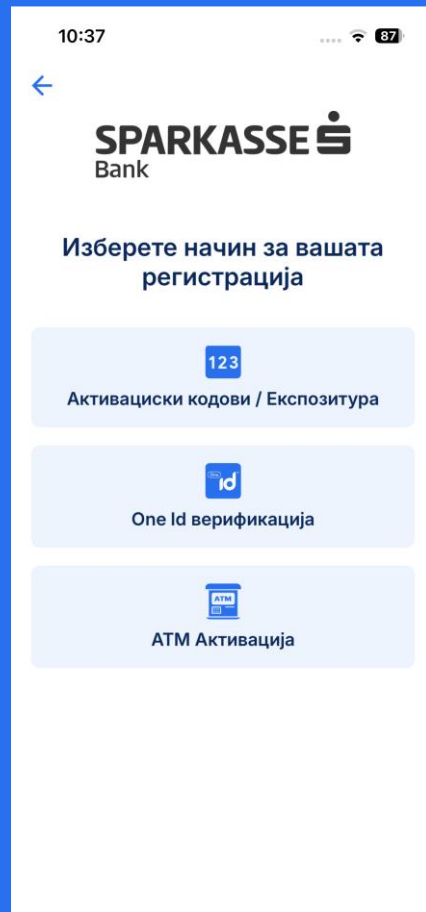 10:37
87
SPARKASSE
Bank
Изберете начин за вашата
регистрација
123
Активациски кодови / Експозитура
id
One Id верификација
ATM
АТМ Активација